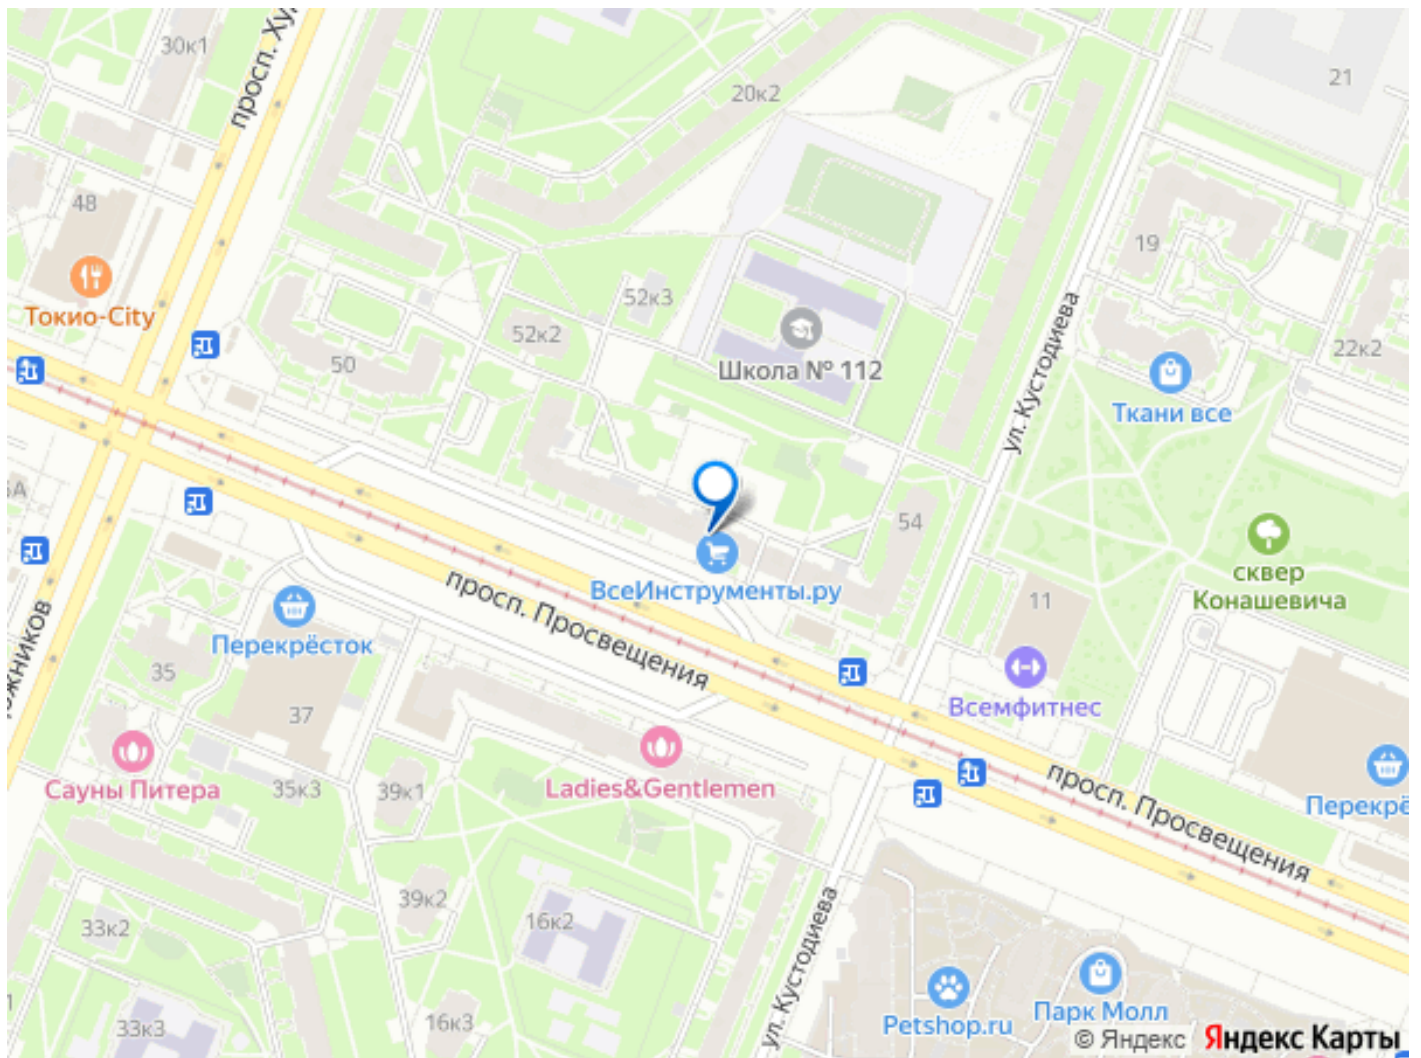 30к1
просп. Ху
20к2
21
48
19
Токио-City
52к3
52к2
50
22к2
Школа № 112
ул. Кустодиева
Ткани все
54
сквер
Конашевича
11
ВсеИнструменты.ру
просп. Просвещения
Перекрёсток
35
37
Всемфитнес
Сауны Питера
35к3
39к1
Ladies&Gentlemen
просп. Просвещения
Перекрё
39к2
33к2
16к2
ул. Кустодиева
33к3
16к3
Petshop.ru
Парк Молл
© Яндекс Яндекс Карты